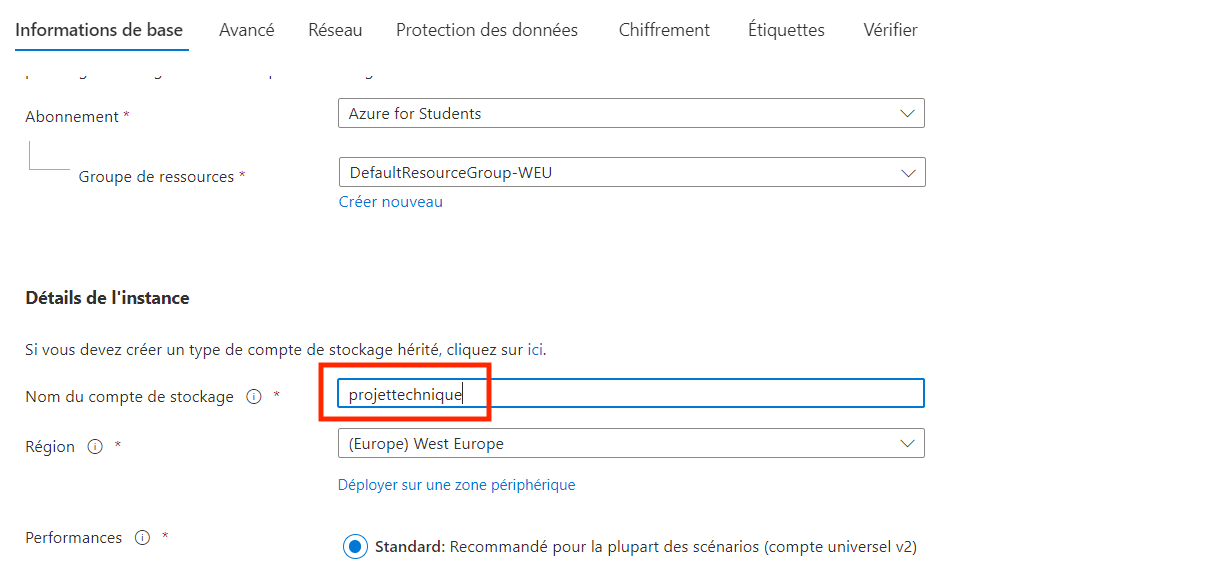 Informations de base Avancé Réseau Protection des données Chiffrement Étiquettes Vérifier
Abonnement *
Azure for Students
Groupe de ressources *
DefaultResourceGroup-WEU
Créer nouveau
Détails de l'instance
Si vous devez créer un type de compte de stockage hérité, cliquez sur ici.
Nom du compte de stockage *
projettechnique
Région *
(Europe) West Europe
Déployer sur une zone périphérique
Performances *
Standard: Recommandé pour la plupart des scénarios (compte universel v2)